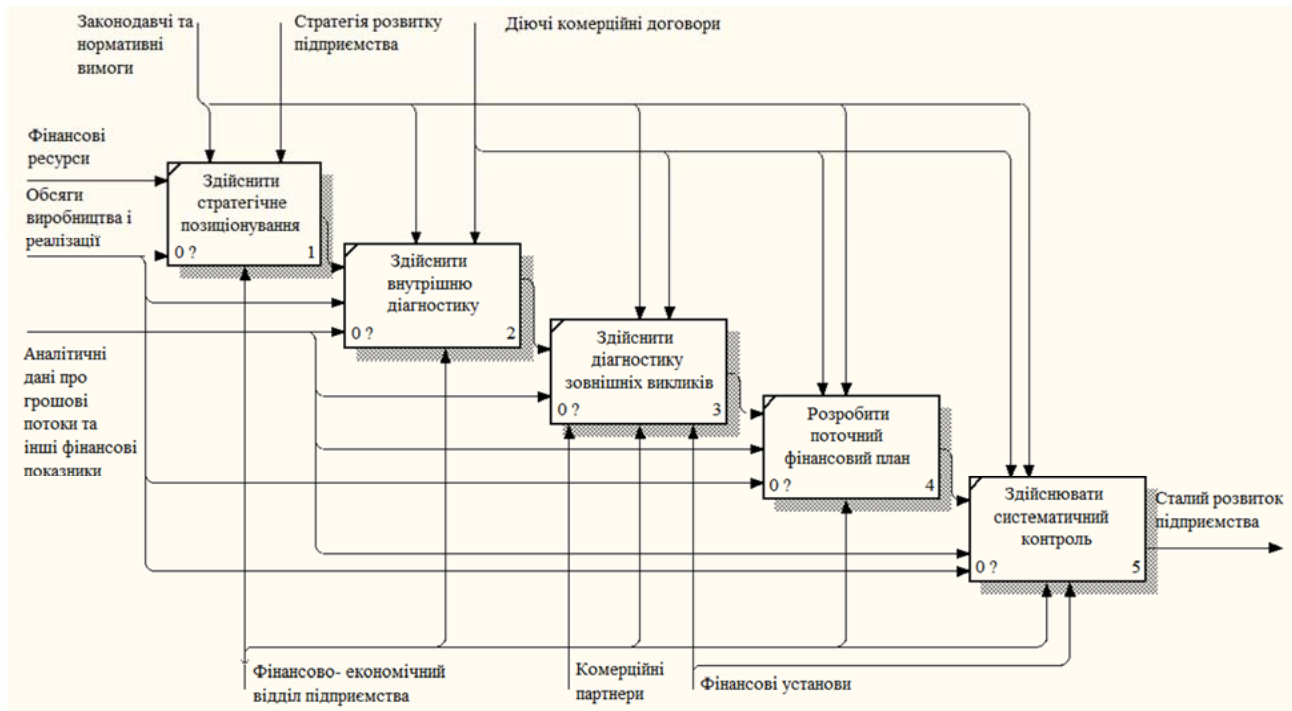 Законодавчі та
нормативні
вимоги
Стратегія розвитку
підприємства
Діючі комерційні договори
Фінансові
ресурси
Обсяги
виробництва і
реалізації
Аналітичні
дані про
грошові
потоки та
інші фінансові
показники
Здійснити
стратегічне
позиціонування
0 ? 1
Здійснити
внутрішню
діагностику
0 ? 2
Здійснити
діагностику
зовнішніх викликів
0 ? 3
Розробити
поточний
фінансовий план
0 ? 4
Здійснювати
систематичний
контроль
0 ? 5
Сталий розвиток
підприємства
Фінансово- економічний
відділ підприємства
Комерційні
партнери
Фінансові установи